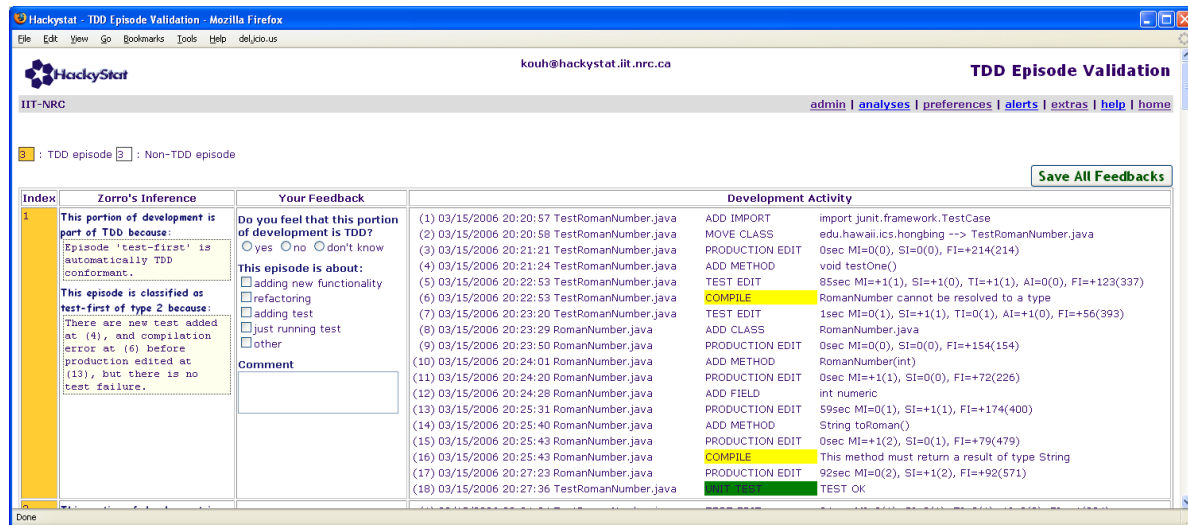 Hackystat - TDD Episode Validation - Mozilla Firefox
File Edit View Go Bookmarks Tools Help del.icio.us
HackyStat
kouh@hackystat.iit.nrc.ca
TDD Episode Validation
IIT-NRC
admin | analyses | preferences | alerts | extras | help | home
3 : TDD episode 3 : Non-TDD episode
Save All Feedbacks
Index Zorro's Inference Your Feedback Development Activity
1
This portion of development is
part of TDD because:
Episode 'test-first' is
automatically TDD
conformant.
This episode is classified as
test-first of type 2 because:
There are new test added
at (4), and compilation
error at (6) before
production edited at
(13), but there is no
test failure.
Do you feel that this portion
of development is TDD?
yes no don't know
This episode is about:
adding new functionality
refactoring
adding test
just running test
other
Comment
(1) 03/15/2006 20:20:57 TestRomanNumber.java ADD IMPORT import junit.framework.TestCase
(2) 03/15/2006 20:20:58 TestRomanNumber.java MOVE CLASS edu.hawaii.ics.hongbing --> TestRomanNumber.java
(3) 03/15/2006 20:21:21 TestRomanNumber.java PRODUCTION EDIT 0sec MI=0(0), SI=0(0), FI=+214(214)
(4) 03/15/2006 20:21:24 TestRomanNumber.java ADD METHOD void testOne()
(5) 03/15/2006 20:22:53 TestRomanNumber.java TEST EDIT 85sec MI=+1(1), SI=+1(0), TI=+1(1), AI=0(0), FI=+123(337)
(6) 03/15/2006 20:22:53 TestRomanNumber.java COMPILE RomanNumber cannot be resolved to a type
(7) 03/15/2006 20:23:20 TestRomanNumber.java TEST EDIT 1sec MI=0(1), SI=+1(1), TI=0(1), AI=+1(0), FI=+56(393)
(8) 03/15/2006 20:23:29 RomanNumber.java ADD CLASS RomanNumber.java
(9) 03/15/2006 20:23:50 RomanNumber.java PRODUCTION EDIT 0sec MI=0(0), SI=0(0), FI=+154(154)
(10) 03/15/2006 20:24:01 RomanNumber.java ADD METHOD RomanNumber(int)
(11) 03/15/2006 20:24:20 RomanNumber.java PRODUCTION EDIT 0sec MI=+1(1), SI=0(0), FI=+72(226)
(12) 03/15/2006 20:24:28 RomanNumber.java ADD FIELD int numeric
(13) 03/15/2006 20:25:31 RomanNumber.java PRODUCTION EDIT 59sec MI=0(1), SI=+1(1), FI=+174(400)
(14) 03/15/2006 20:25:40 RomanNumber.java ADD METHOD String toRoman()
(15) 03/15/2006 20:25:43 RomanNumber.java PRODUCTION EDIT 0sec MI=+1(2), SI=0(1), FI=+79(479)
(16) 03/15/2006 20:25:43 RomanNumber.java COMPILE This method must return a result of type String
(17) 03/15/2006 20:27:23 RomanNumber.java PRODUCTION EDIT 92sec MI=0(2), SI=+1(2), FI=+92(571)
(18) 03/15/2006 20:27:36 TestRomanNumber.java UNIT TEST TEST OK
Done